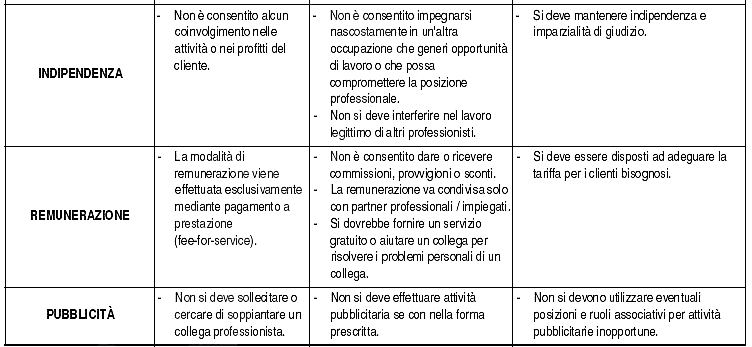 INDIPENDENZA
- Non è consentito alcun
coinvolgimento nelle
attività o nei profitti del
cliente.
- Non è consentito impegnarsi
nascostamente in un'altra
occupazione che generi opportunità
di lavoro o che possa
compromettere la posizione
professionale.
- Non si deve interferire nel lavoro
legittimo di altri professionisti.
- Si deve mantenere indipendenza e
imparzialità di giudizio.
REMUNERAZIONE
- La modalità di
remunerazione viene
effettuata esclusivamente
mediante pagamento a
prestazione
(fee-for-service).
- Non è consentito dare o ricevere
commissioni, provvigioni o sconti.
- La remunerazione va condivisa solo
con partner professionali / impiegati.
- Si dovrebbe fornire un servizio
gratuito o aiutare un collega per
risolvere i problemi personali di un
collega.
- Si deve essere disposti ad adeguare la
tariffa per i clienti bisognosi.
PUBBLICITÀ
- Non si deve sollecitare o
cercare di soppiantare un
collega professionista.
- Non si deve effettuare attività
pubblicitaria se con nella forma
prescritta.
- Non si devono utilizzare eventuali
posizioni e ruoli associativi per attività
pubblicitarie inopportune.